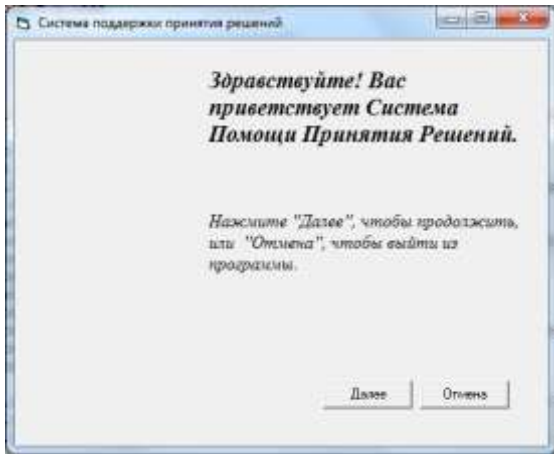 Система поддержки принятия решений
Здравствуйте! Вас
приветствует Система
Помощи Принятия Решений.
Нажмите "Далее", чтобы продолжить,
или "Отмена", чтобы выйти из
программы.
Далее
Отмена